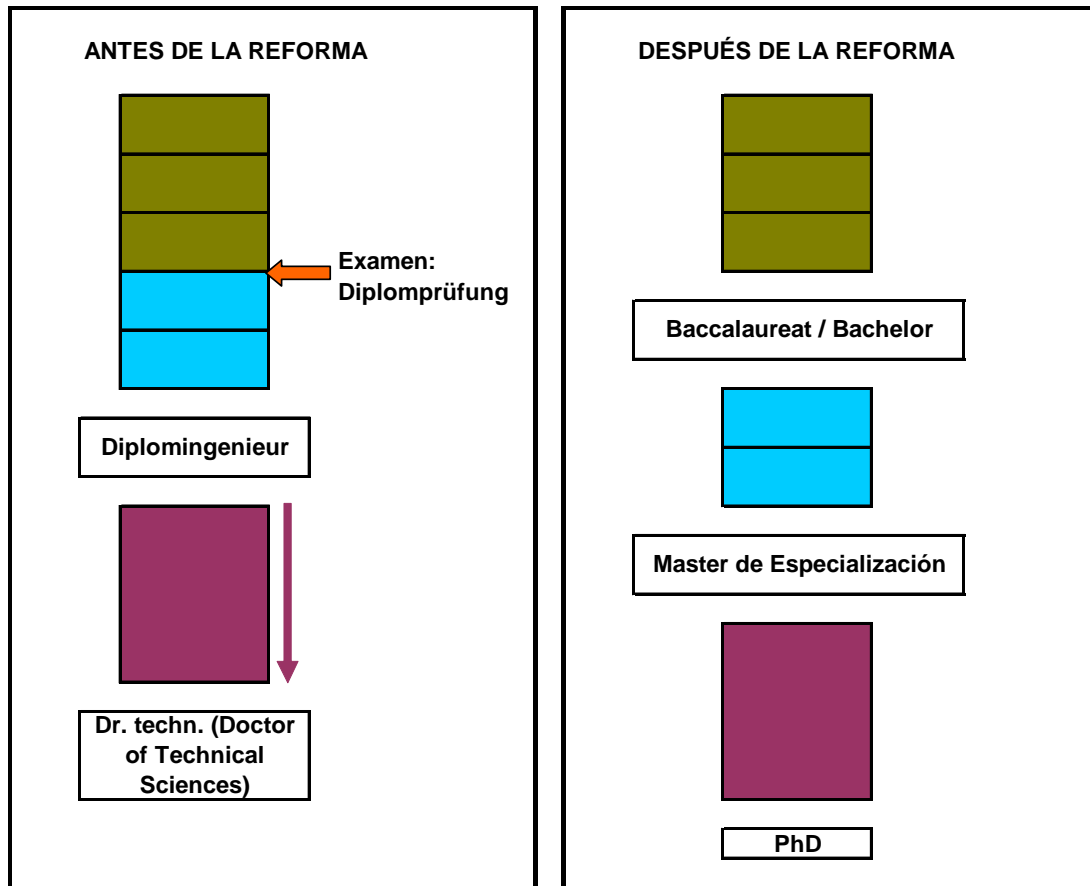 ANTES DE LA REFORMA
Examen:
Diplomprüfung
Diplomingenieur
Dr. techn. (Doctor
of Technical
Sciences)
DESPUÉS DE LA REFORMA
Baccalaureat / Bachelor
Master de Especialización
PhD